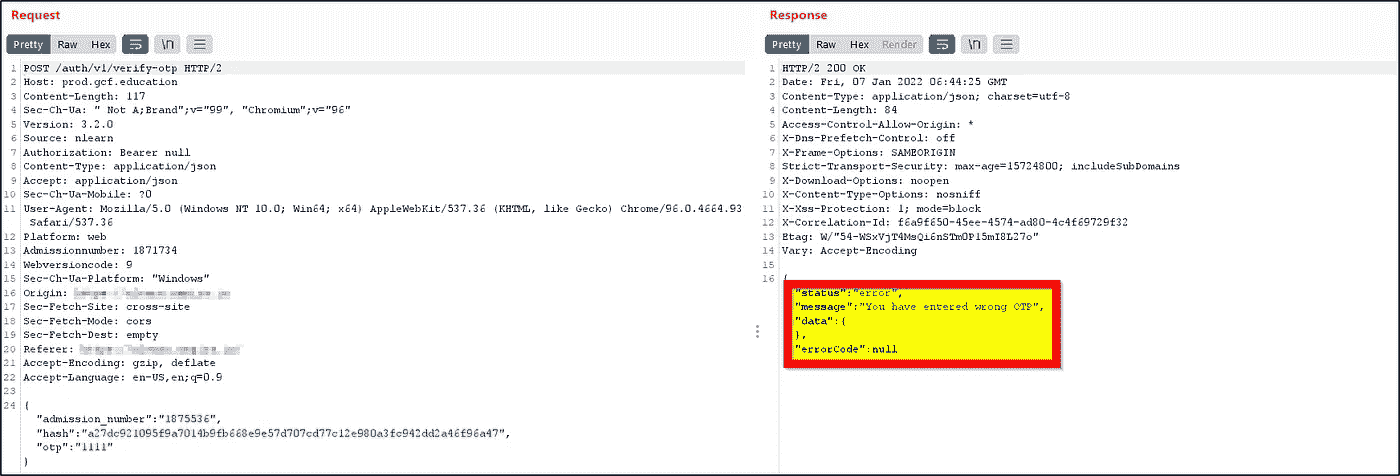 Request
Pretty Raw Hex \n
1 POST /auth/v1/verify-otp HTTP/2
2 Host: prod.gcf.education
3 Content-Length: 117
4 Sec-Ch-Ua: " Not A;Brand";v="99", "Chromium";v="96"
5 Version: 3.2.0
6 Source: nlearn
7 Authorization: Bearer null
8 Content-Type: application/json
9 Accept: application/json
10 Sec-Ch-Ua-Mobile: ?0
11 User-Agent: Mozilla/5.0 (Windows NT 10.0; Win64; x64) AppleWebKit/537.36 (KHTML, like Gecko) Chrome/96.0.4664.93
Safari/537.36
12 Platform: web
13 Admissionnumber: 1871734
14 Webversioncode: 9
15 Sec-Ch-Ua-Platform: "Windows"
16 Origin:
17 Sec-Fetch-Site: cross-site
18 Sec-Fetch-Mode: cors
19 Sec-Fetch-Dest: empty
20 Referer:
21 Accept-Encoding: gzip, deflate
22 Accept-Language: en-US,en;q=0.9
23
24 {
"admission_number":"1875536",
"hash":"a27dc921095f9a7014b9fb668e9e57d707cd77c12e980a3fc942dd2a46f96a47",
"otp":"1111"
}
Response
Pretty Raw Hex Render \n
1 HTTP/2 200 OK
2 Date: Fri, 07 Jan 2022 06:44:25 GMT
3 Content-Type: application/json; charset=utf-8
4 Content-Length: 84
5 Access-Control-Allow-Origin: *
6 X-Dns-Prefetch-Control: off
7 X-Frame-Options: SAMEORIGIN
8 Strict-Transport-Security: max-age=15724800; includeSubDomains
9 X-Download-Options: noopen
10 X-Content-Type-Options: nosniff
11 X-Xss-Protection: 1; mode=block
12 X-Correlation-Id: f6a9f650-45ee-4574-ad80-4c4f69729f32
13 Etag: W/"54-WSxVjT4MsQi6nSTm0P15mI8L27o"
14 Vary: Accept-Encoding
15
16 {
"status":"error",
"message":"You have entered wrong OTP",
"data":{
},
"errorCode":null